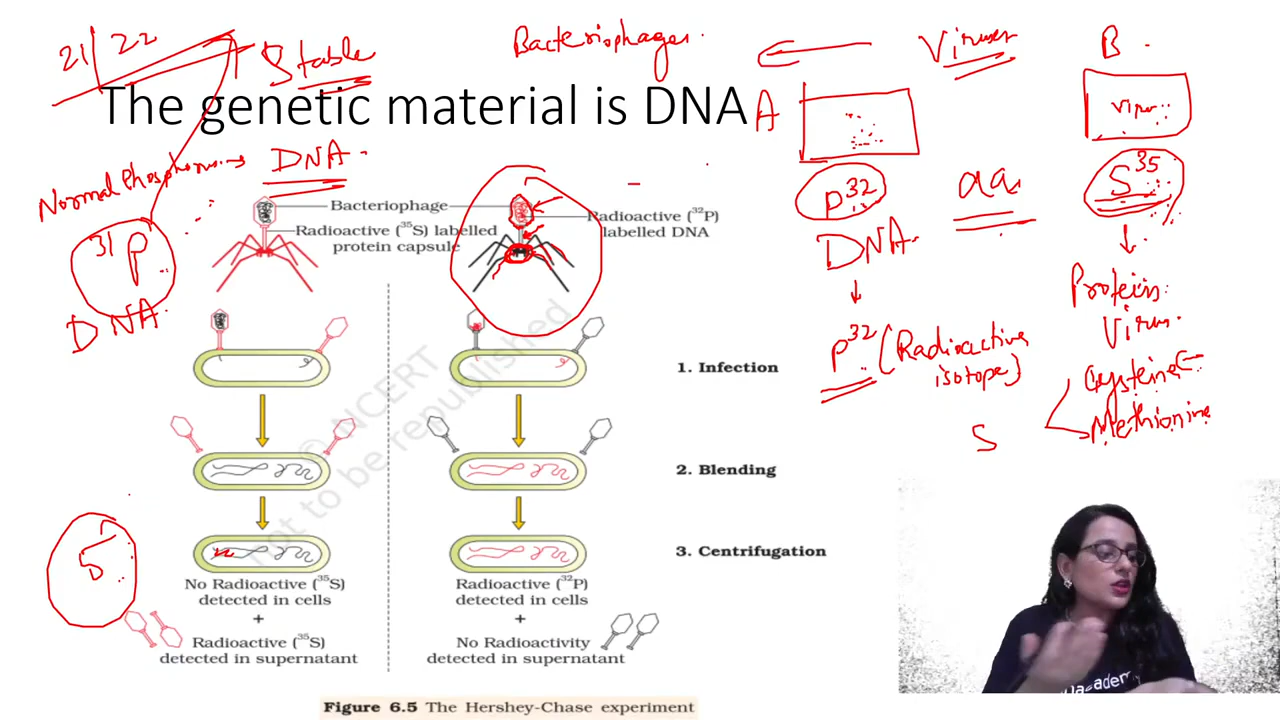 21/22
Stable
Bacteriophages.
Viruses
B
The genetic material is DNA
A
virus
Normal Phosphorus → DNA.
P32
aa
S35
Bacteriophage
Radioactive (32P)
labelled DNA
Radioactive (35S) labelled
protein capsule
31P
DNA
DNA.
Protein
Virus.
P32 (Radioactive
isotope)
Cysteine
Methionine
S
1. Infection
2. Blending
3. Centrifugation
© NCERT
not to be republished
S
No Radioactive (35S)
detected in cells
+
Radioactive (35S)
detected in supernatant
Radioactive (32P)
detected in cells
+
No Radioactivity
detected in supernatant
Figure 6.5 The Hershey-Chase experiment